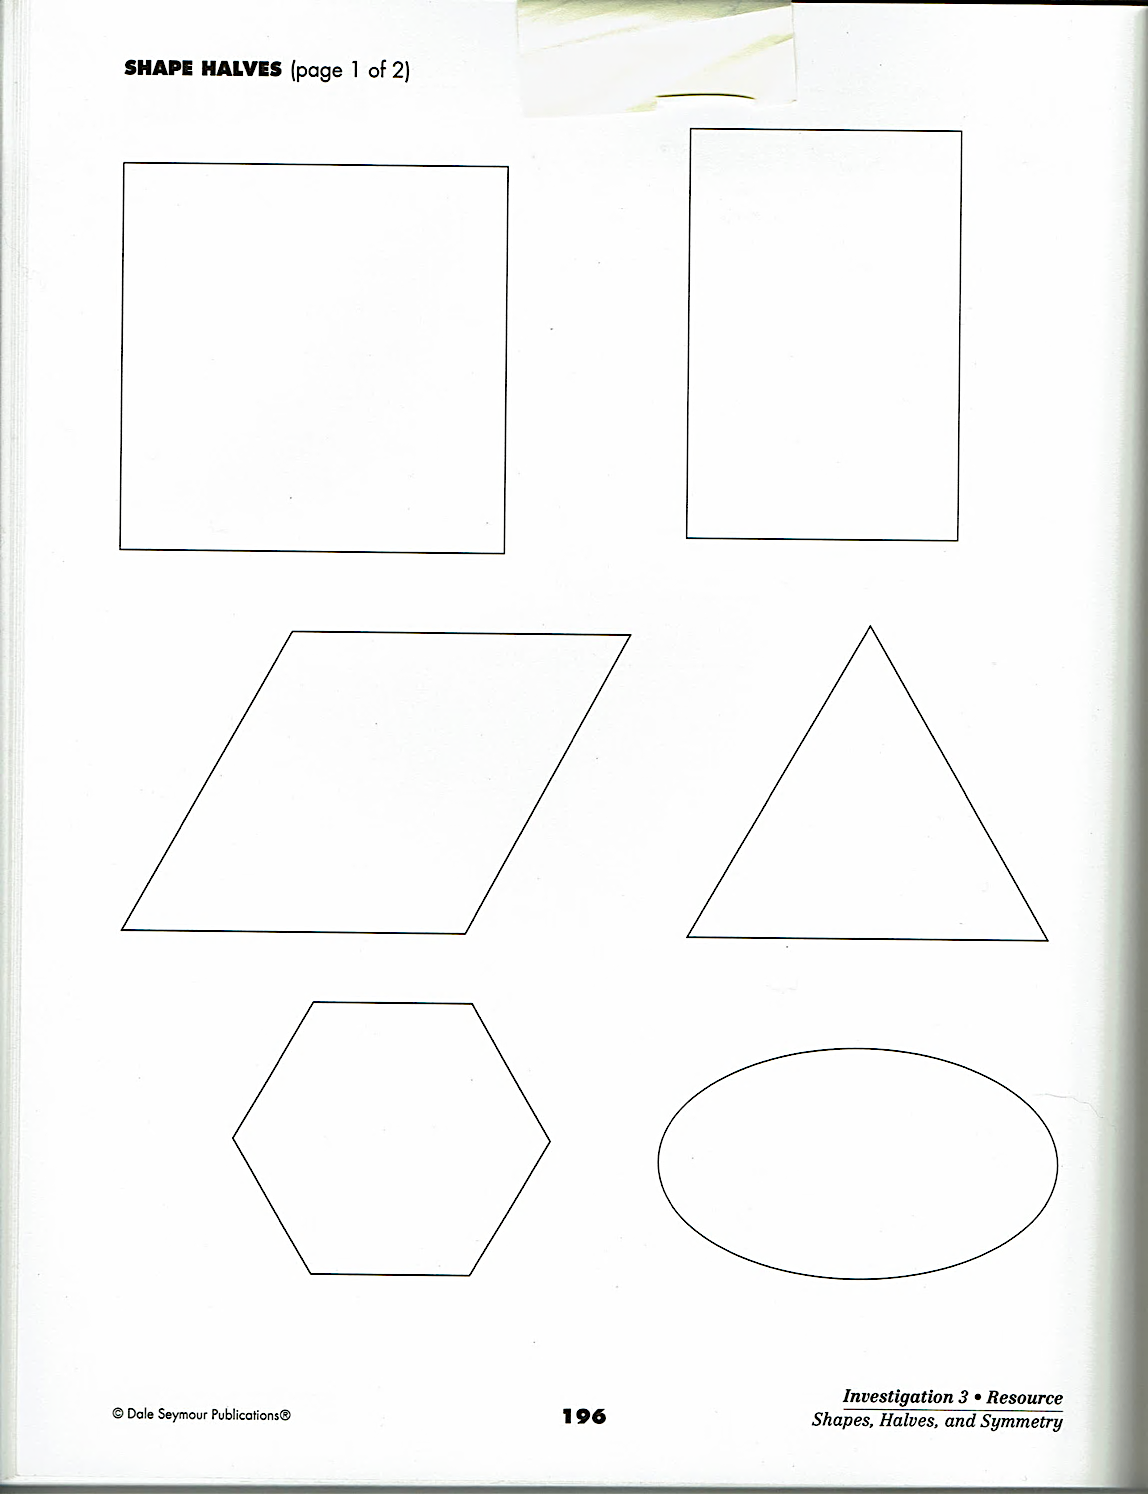 SHAPE HALVES (page 1 of 2)
© Dale Seymour Publications®
196
Investigation 3 • Resource
Shapes, Halves, and Symmetry